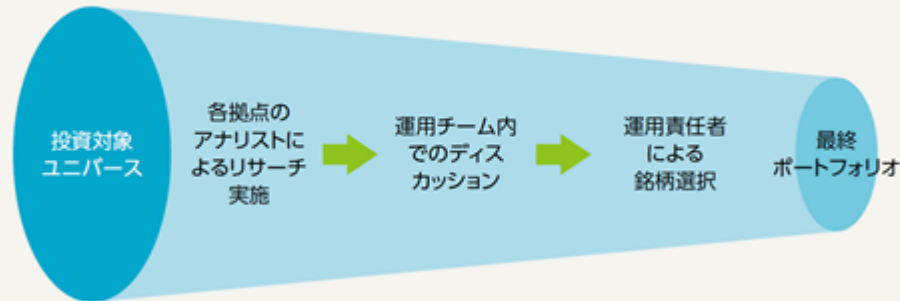 投資対象
ユニバース
各拠点の
アナリストに
よるリサーチ
実施
運用チーム内
でのディス
カッション
運用責任者
による
銘柄選択
最終
ポートフォリオ